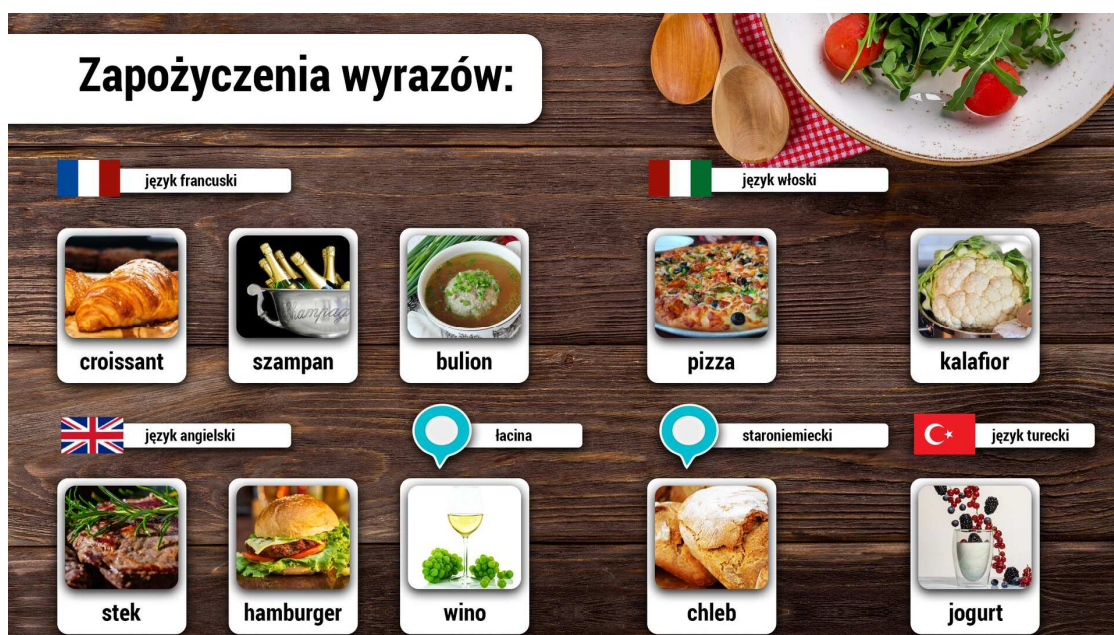 Zapożyczenia wyrazów:
język francuski
język włoski
croissant
szampan
bulion
pizza
kalafior
język angielski
łacina
staroniemiecki
język turecki
stek
hamburger
wino
chleb
jogurt